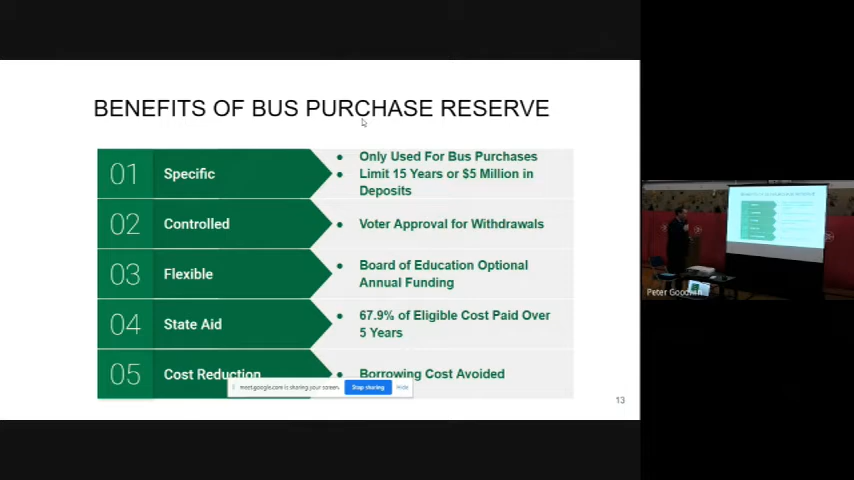 BENEFITS OF BUS PURCHASE RESERVE
01 Specific
● Only Used For Bus Purchases
● Limit 15 Years or $5 Million in
Deposits
02 Controlled
● Voter Approval for Withdrawals
03 Flexible
● Board of Education Optional
Annual Funding
04 State Aid
● 67.9% of Eligible Cost Paid Over
5 Years
05 Cost Reduction
● Borrowing Cost Avoided
meet.google.com is sharing your screen. Stop sharing Hide
13
Peter Goodwin